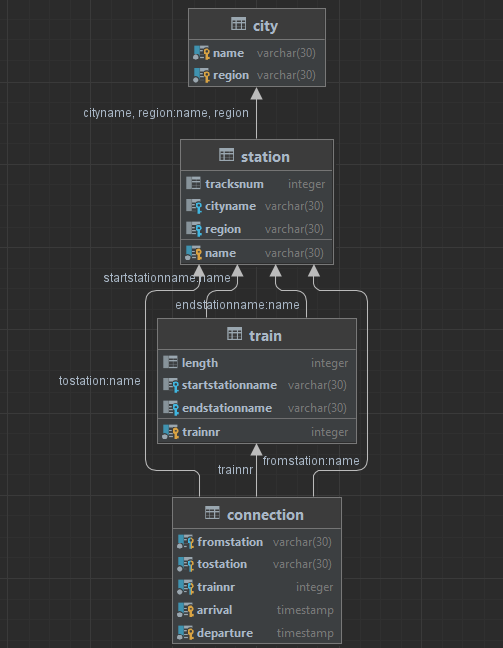 city
name varchar(30)
region varchar(30)
cityname, region:name, region
station
tracksnum integer
cityname varchar(30)
region varchar(30)
name varchar(30)
startstationname:name
endstationname:name
train
length integer
startstationname varchar(30)
endstationname varchar(30)
trainnr integer
tostation:name
fromstation:name
trainnr
connection
fromstation varchar(30)
tostation varchar(30)
trainnr integer
arrival timestamp
departure timestamp